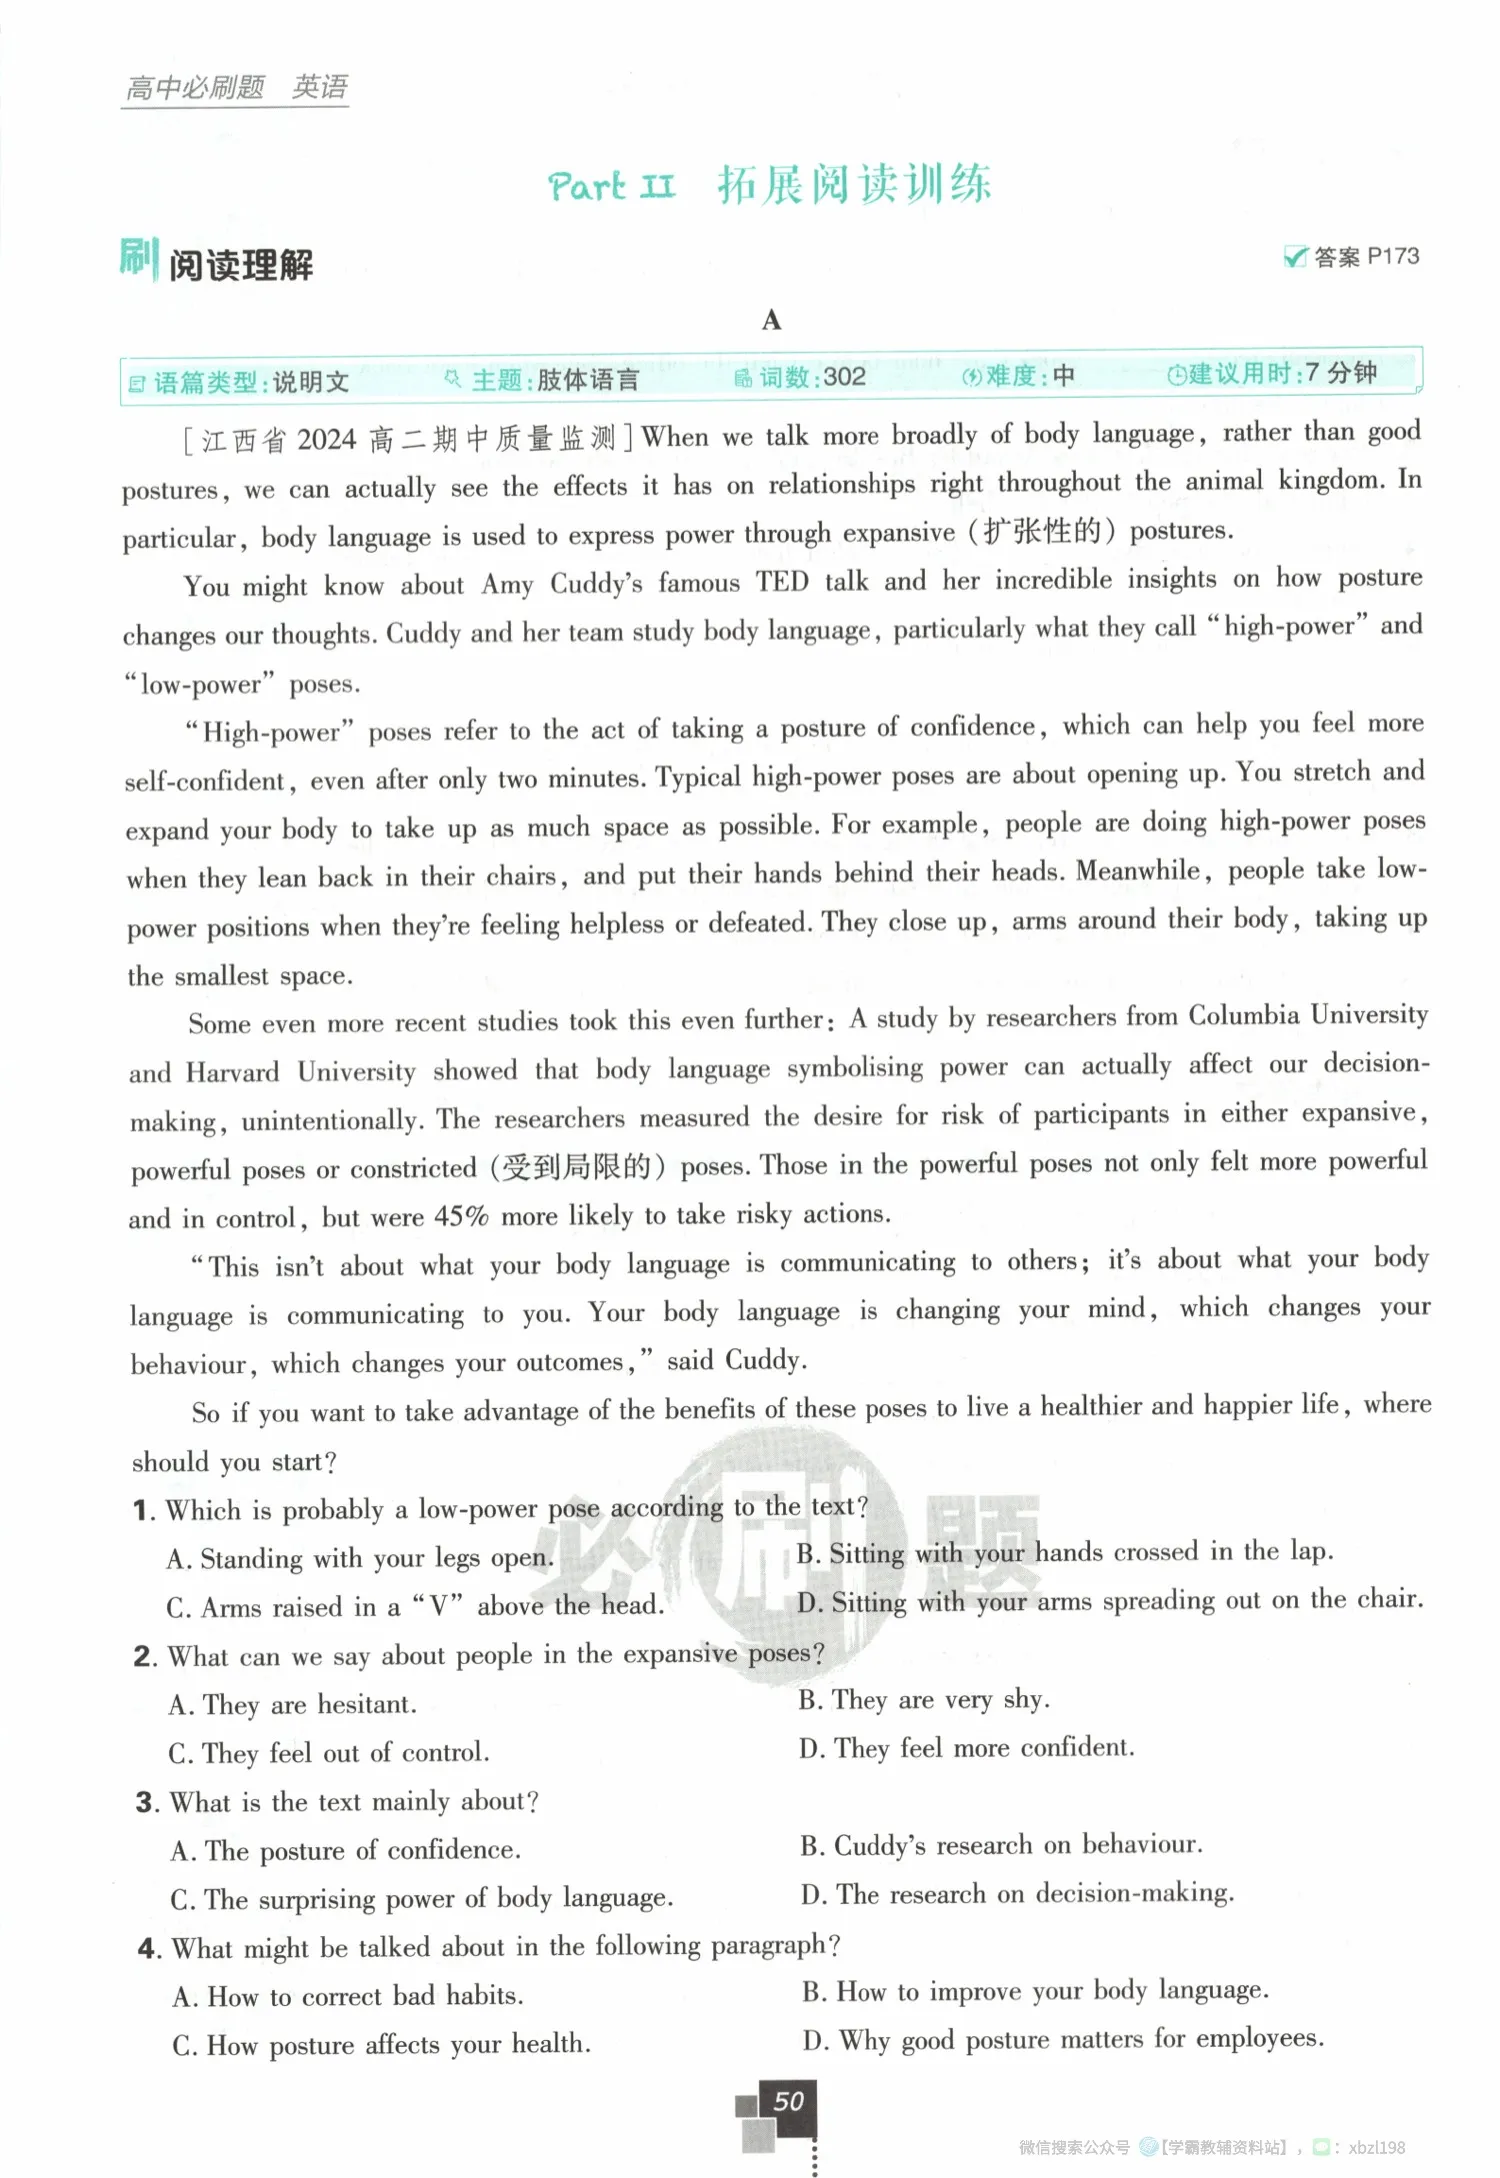 高中必刷题 英语
Part II 拓展阅读训练
刷 阅读理解
答案 P173
A
语篇类型:说明文 主题:肢体语言 词数:302 难度:中 建议用时:7 分钟
[江西省 2024 高二期中质量监测]When we talk more broadly of body language, rather than good
postures, we can actually see the effects it has on relationships right throughout the animal kingdom. In
particular, body language is used to express power through expansive (扩张性的) postures.
You might know about Amy Cuddy's famous TED talk and her incredible insights on how posture
changes our thoughts. Cuddy and her team study body language, particularly what they call “high-power” and
“low-power” poses.
“High-power” poses refer to the act of taking a posture of confidence, which can help you feel more
self-confident, even after only two minutes. Typical high-power poses are about opening up. You stretch and
expand your body to take up as much space as possible. For example, people are doing high-power poses
when they lean back in their chairs, and put their hands behind their heads. Meanwhile, people take low-
power positions when they're feeling helpless or defeated. They close up, arms around their body, taking up
the smallest space.
Some even more recent studies took this even further: A study by researchers from Columbia University
and Harvard University showed that body language symbolising power can actually affect our decision-
making, unintentionally. The researchers measured the desire for risk of participants in either expansive,
powerful poses or constricted (受到局限的) poses. Those in the powerful poses not only felt more powerful
and in control, but were 45% more likely to take risky actions.
“This isn't about what your body language is communicating to others; it's about what your body
language is communicating to you. Your body language is changing your mind, which changes your
behaviour, which changes your outcomes,” said Cuddy.
So if you want to take advantage of the benefits of these poses to live a healthier and happier life, where
should you start?
1. Which is probably a low-power pose according to the text?
A. Standing with your legs open. B. Sitting with your hands crossed in the lap.
C. Arms raised in a “V” above the head. D. Sitting with your arms spreading out on the chair.
2. What can we say about people in the expansive poses?
A. They are hesitant. B. They are very shy.
C. They feel out of control. D. They feel more confident.
3. What is the text mainly about?
A. The posture of confidence. B. Cuddy's research on behaviour.
C. The surprising power of body language. D. The research on decision-making.
4. What might be talked about in the following paragraph?
A. How to correct bad habits. B. How to improve your body language.
C. How posture affects your health. D. Why good posture matters for employees.
必刷题
50
微信搜索公众号【学霸教辅资料站】, : xbzl198